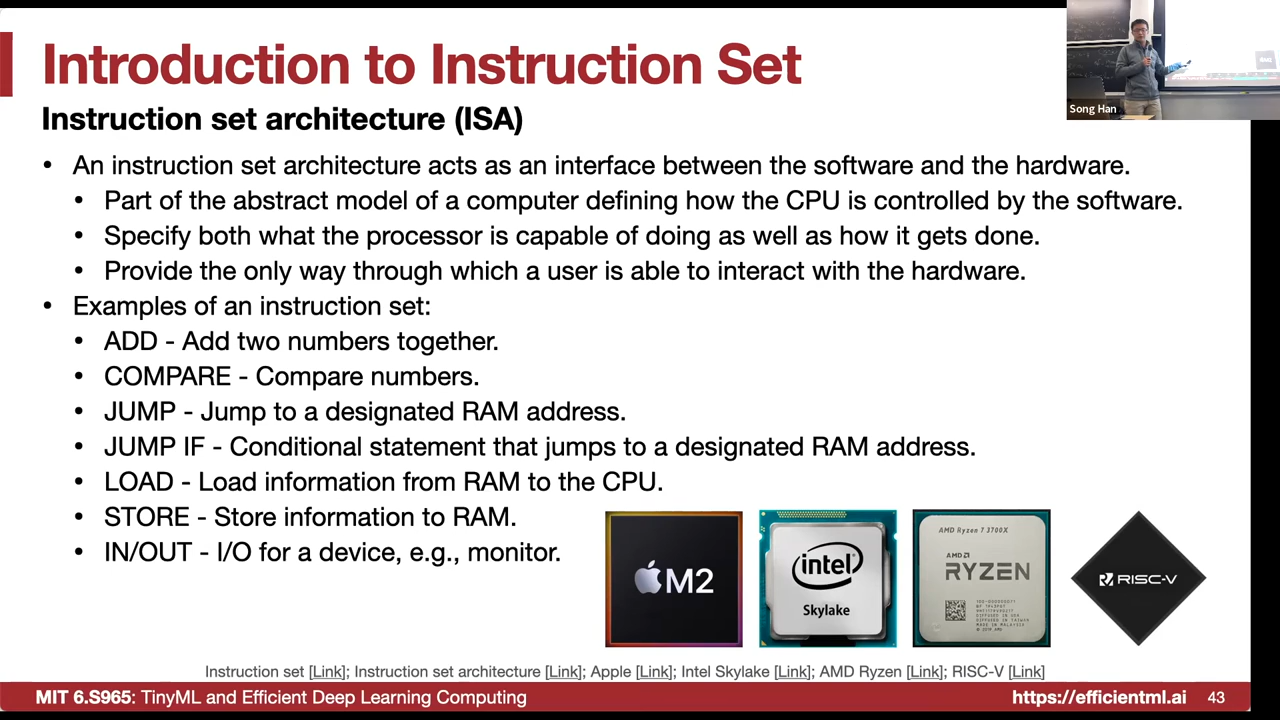 Introduction to Instruction Set
Song Han
Instruction set architecture (ISA)
• An instruction set architecture acts as an interface between the software and the hardware.
• Part of the abstract model of a computer defining how the CPU is controlled by the software.
• Specify both what the processor is capable of doing as well as how it gets done.
• Provide the only way through which a user is able to interact with the hardware.
• Examples of an instruction set:
• ADD - Add two numbers together.
• COMPARE - Compare numbers.
• JUMP - Jump to a designated RAM address.
• JUMP IF - Conditional statement that jumps to a designated RAM address.
• LOAD - Load information from RAM to the CPU.
• STORE - Store information to RAM.
• IN/OUT - I/O for a device, e.g., monitor.
M2
intel
Skylake
AMD Ryzen 7 3700X
AMD
RYZEN
RISC-V
Instruction set [Link]; Instruction set architecture [Link]; Apple [Link]; Intel Skylake [Link]; AMD Ryzen [Link]; RISC-V [Link]
MIT 6.S965: TinyML and Efficient Deep Learning Computing
https://efficientml.ai
43